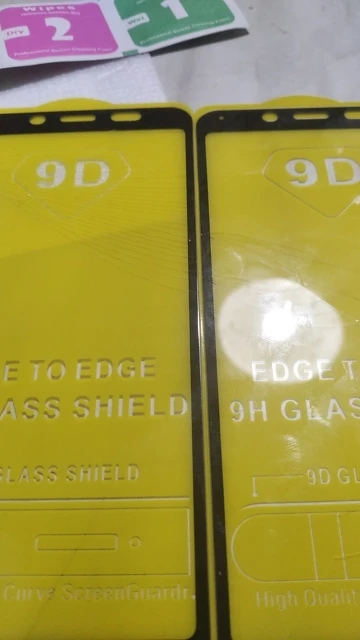 Wipes
DRY 2
Wet 1
9D
E TO EDGE
ASS SHIELD
GLASS SHIELD
Curve ScreenGuard
9D
EDGE T
9H GLAS
9D GL
High Qualit